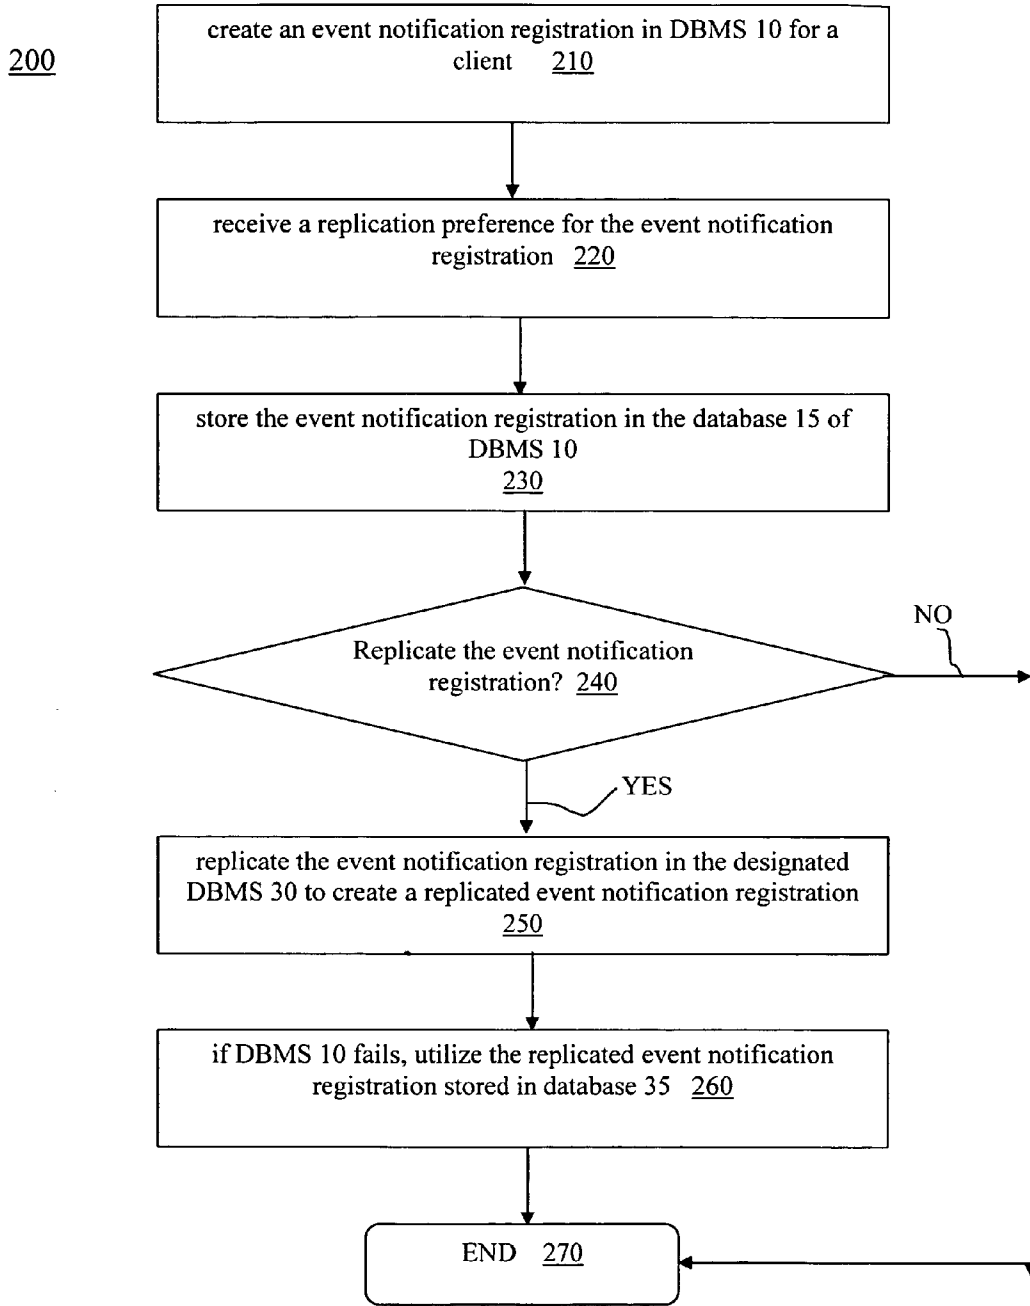 200
create an event notification registration in DBMS 10 for a
client 210
receive a replication preference for the event notification
registration 220
store the event notification registration in the database 15 of
DBMS 10
230
Replicate the event notification
registration? 240
NO
YES
replicate the event notification registration in the designated
DBMS 30 to create a replicated event notification registration
250
if DBMS 10 fails, utilize the replicated event notification
registration stored in database 35 260
END 270